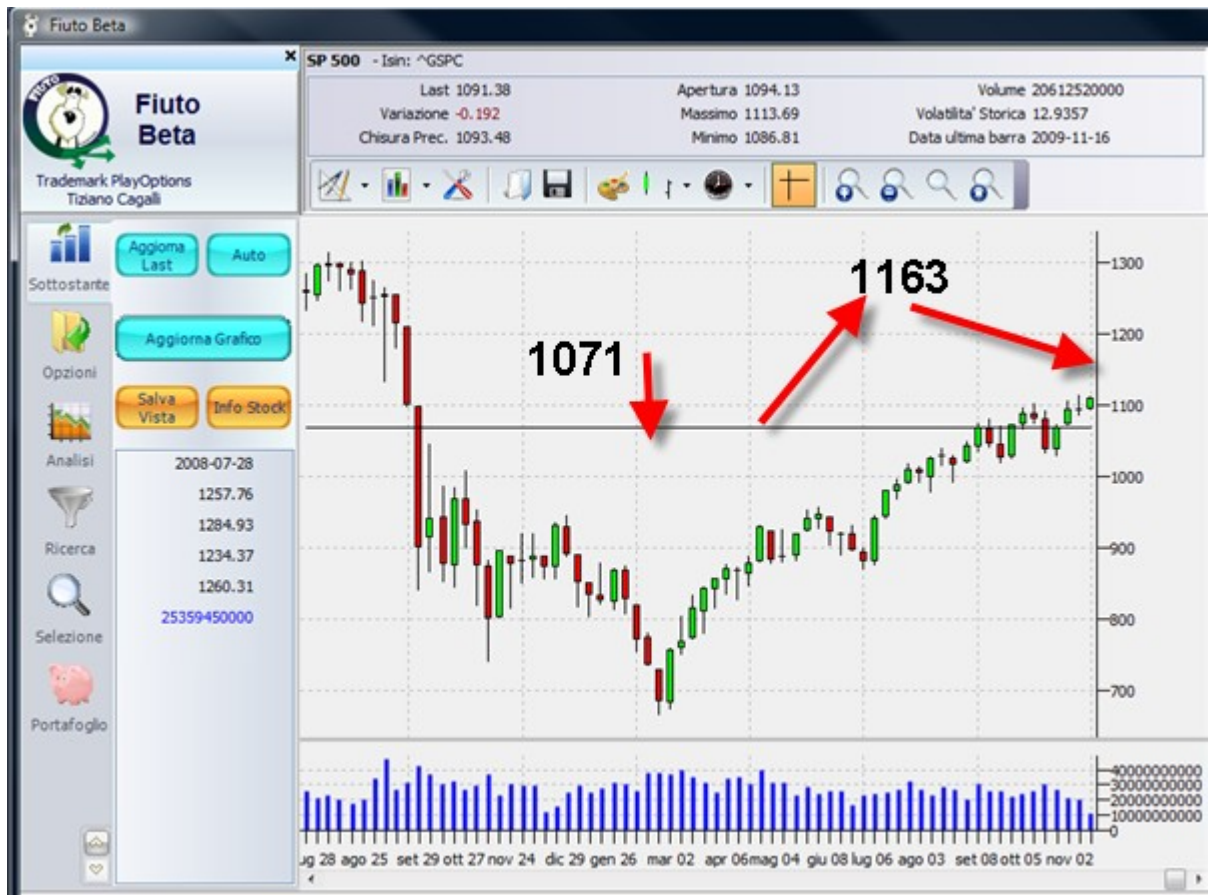 Fiuto Beta
SP 500 - Isin: ^GSPC
Fiuto
Beta
FIUTO
Trademark PlayOptions
Tiziano Cagalli
Last 1091.38
Apertura 1094.13
Volume 20612520000
Variazione -0.192
Massimo 1113.69
Volatilita' Storica 12.9357
Chisura Prec. 1093.48
Minimo 1086.81
Data ultima barra 2009-11-16
Sottostante
Opzioni
Analisi
Ricerca
Selezione
Portafoglio
Aggiorna
Last
Auto
Aggiorna Grafico
Salva
Vista
Info Stock
2008-07-28
1257.76
1284.93
1234.37
1260.31
25359450000
1071
1163
1300
1200
1100
1000
900
800
700
40000000000
30000000000
20000000000
10000000000
0
ug 28 ago 25 set 29 ott 27 nov 24 dic 29 gen 26 mar 02 apr 06 mag 04 giu 08 lug 06 ago 03 set 08 ott 05 nov 02